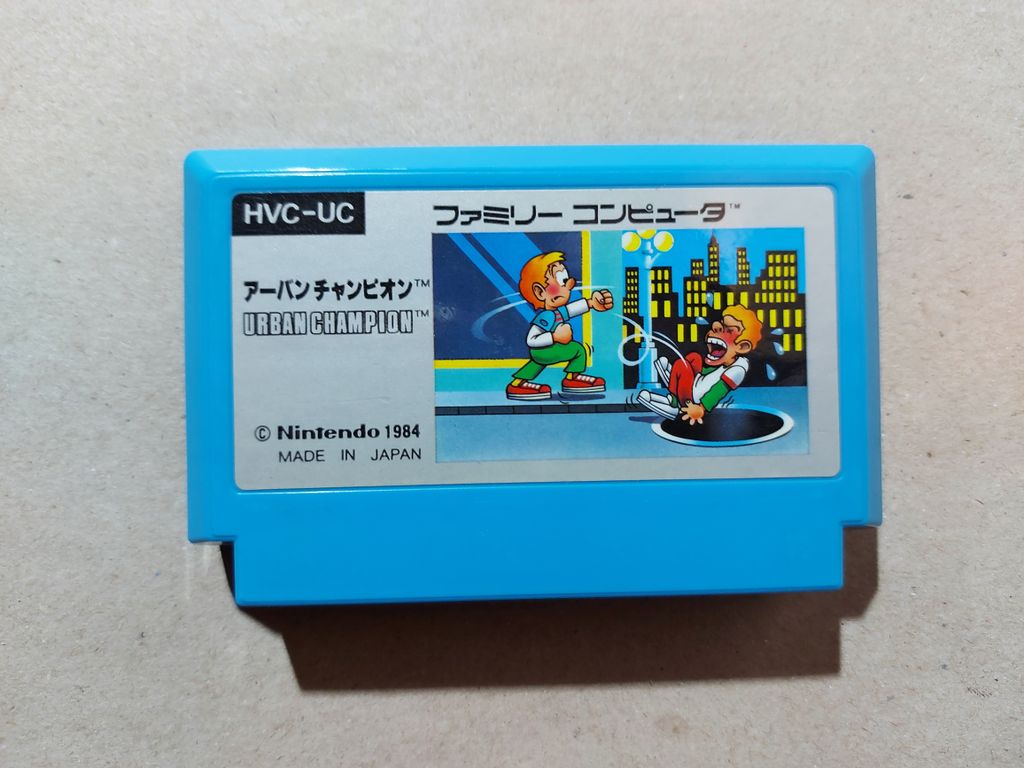 HVC-UC
ファミリー コンピュータ™
アーバンチャンピオン™
URBAN CHAMPION™
© Nintendo 1984
MADE IN JAPAN